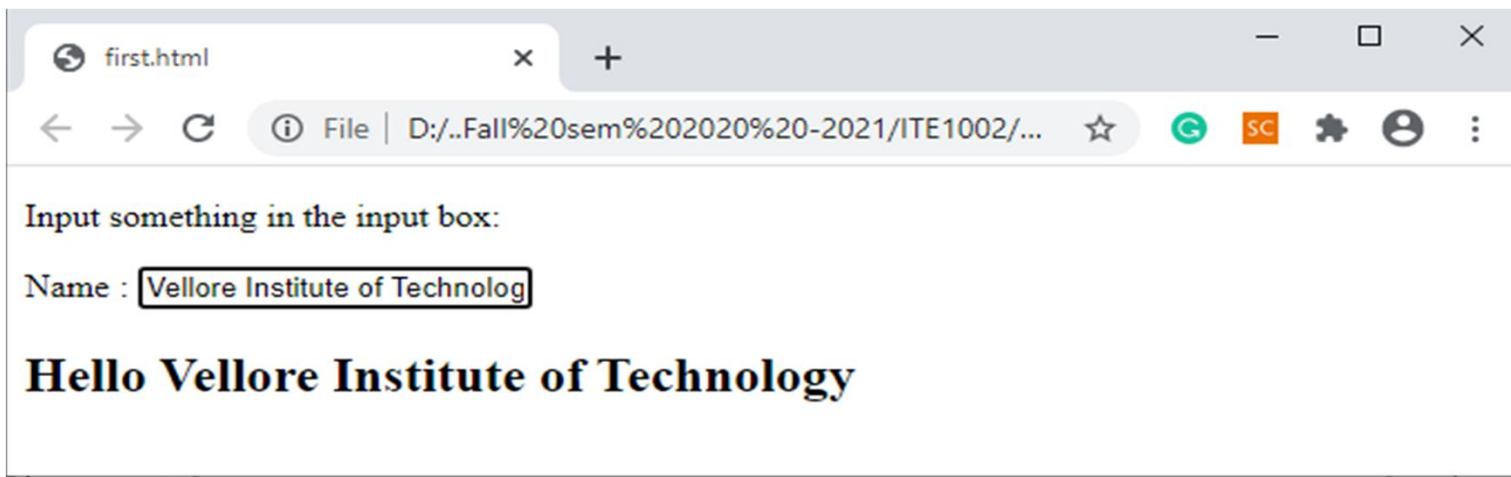 first.html
File | D:/..Fall%20sem%202020%20-2021/ITE1002/...
SC
Input something in the input box:
Name : Vellore Institute of Technolog
Hello Vellore Institute of Technology